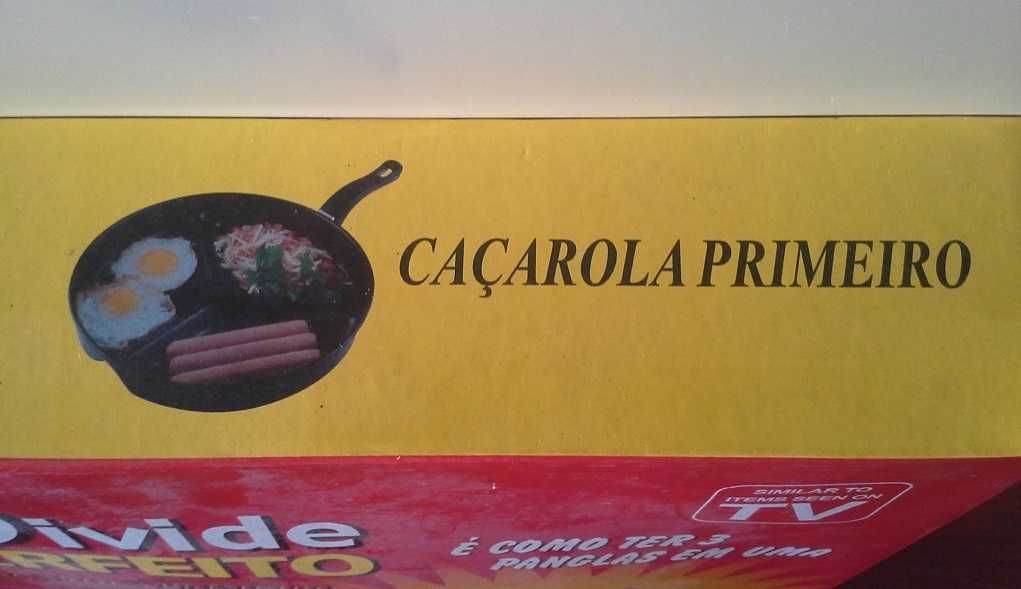 CAÇAROLA PRIMEIRO
SIMILAR TO
ITEMS SEEN ON
TV
Divide
RFEITO
É COMO TER 3
PANGLAS EM UMA